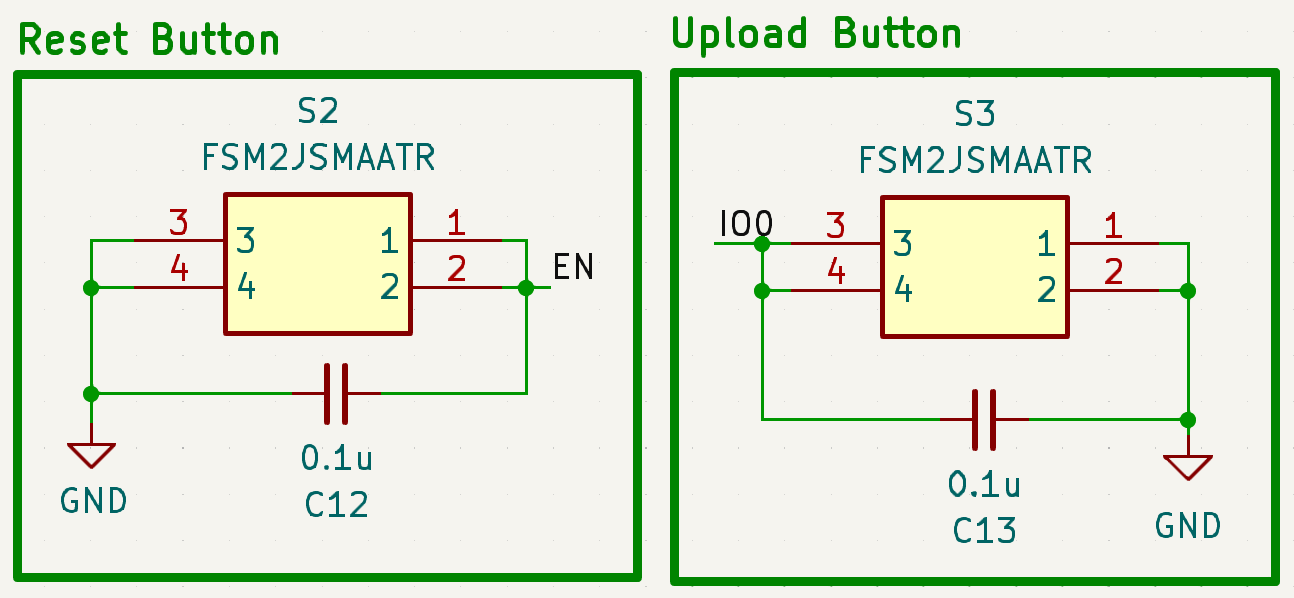 Reset Button
S2
FSM2JSMAATR
3 3 1 1
4 4 2 2
EN
0.1u
C12
GND
Upload Button
S3
FSM2JSMAATR
IO0
3 3 1 1
4 4 2 2
0.1u
C13
GND